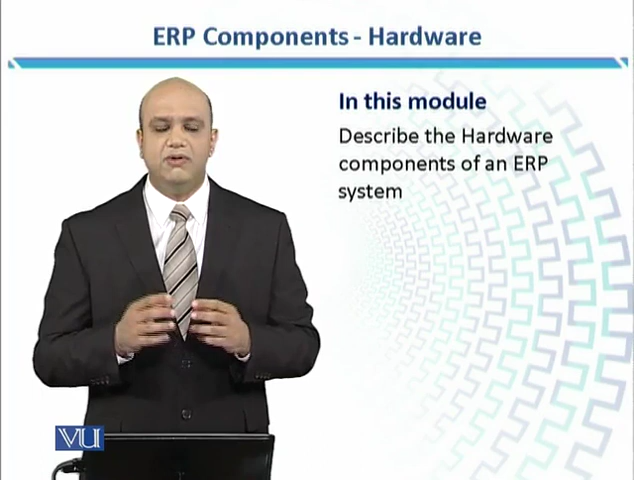 ERP Components - Hardware
In this module
Describe the Hardware
components of an ERP
system
VU